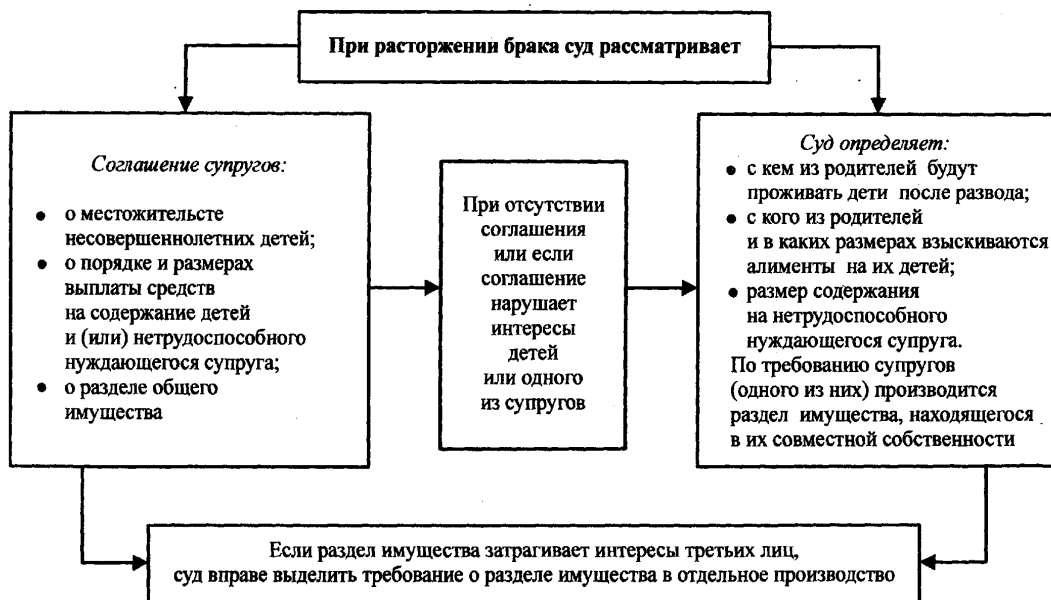 При расторжении брака суд рассматривает
Соглашение супругов:
● о местожительсте
несовершеннолетних детей;
● о порядке и размерах
выплаты средств
на содержание детей
и (или) нетрудоспособного
нуждающегося супруга;
● о разделе общего
имущества
При отсутствии
соглашения
или если
соглашение
нарушает
интересы
детей
или одного
из супругов
Суд определяет:
● с кем из родителей будут
проживать дети после развода;
● с кого из родителей
и в каких размерах взыскиваются
алименты на их детей;
● размер содержания
на нетрудоспособного
нуждающегося супруга.
По требованию супругов
(одного из них) производится
раздел имущества, находящегося
в их совместной собственности
Если раздел имущества затрагивает интересы третьих лиц,
суд вправе выделить требование о разделе имущества в отдельное производство